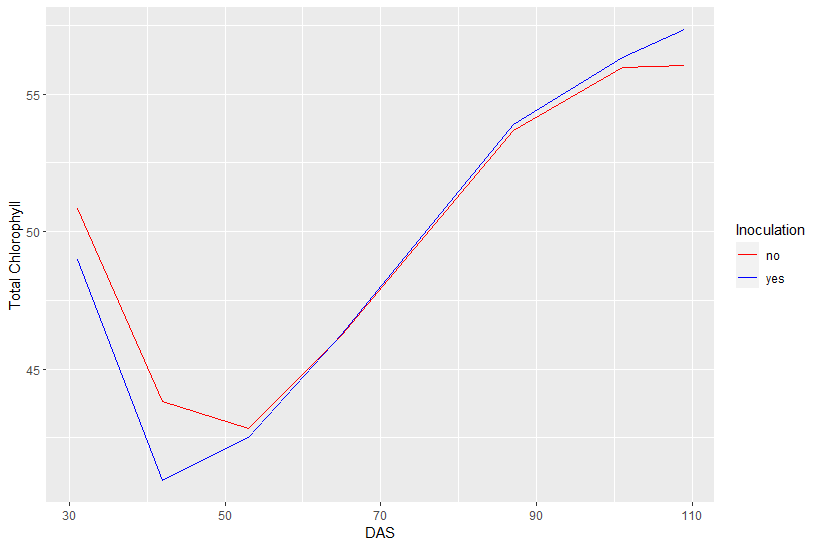 Total Chlorophyll
55
50
45
30 50 70 90 110
DAS
Inoculation
no
yes